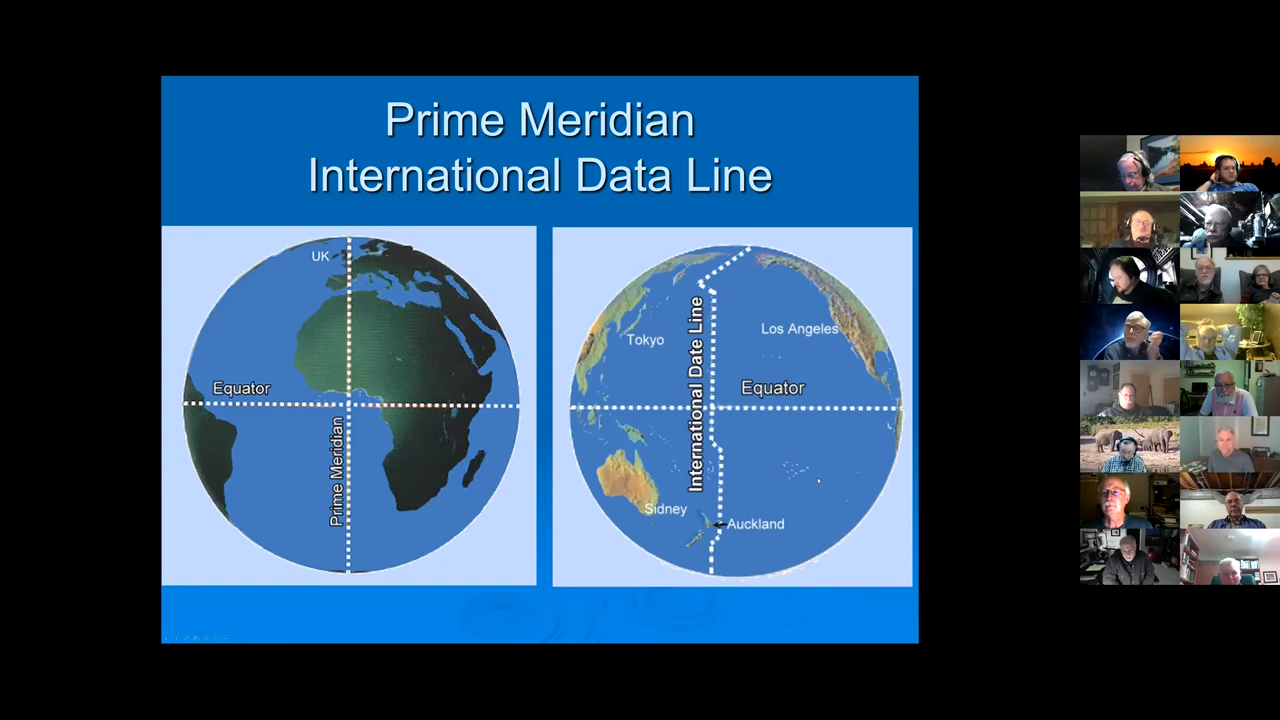 Prime Meridian
International Data Line
UK
Equator
Prime Meridian
Tokyo
Los Angeles
International Date Line
Equator
Sidney
Auckland